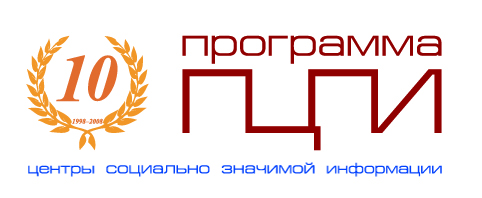 10
1998-2008
программа
ПЦПИ
центры социально значимой информации